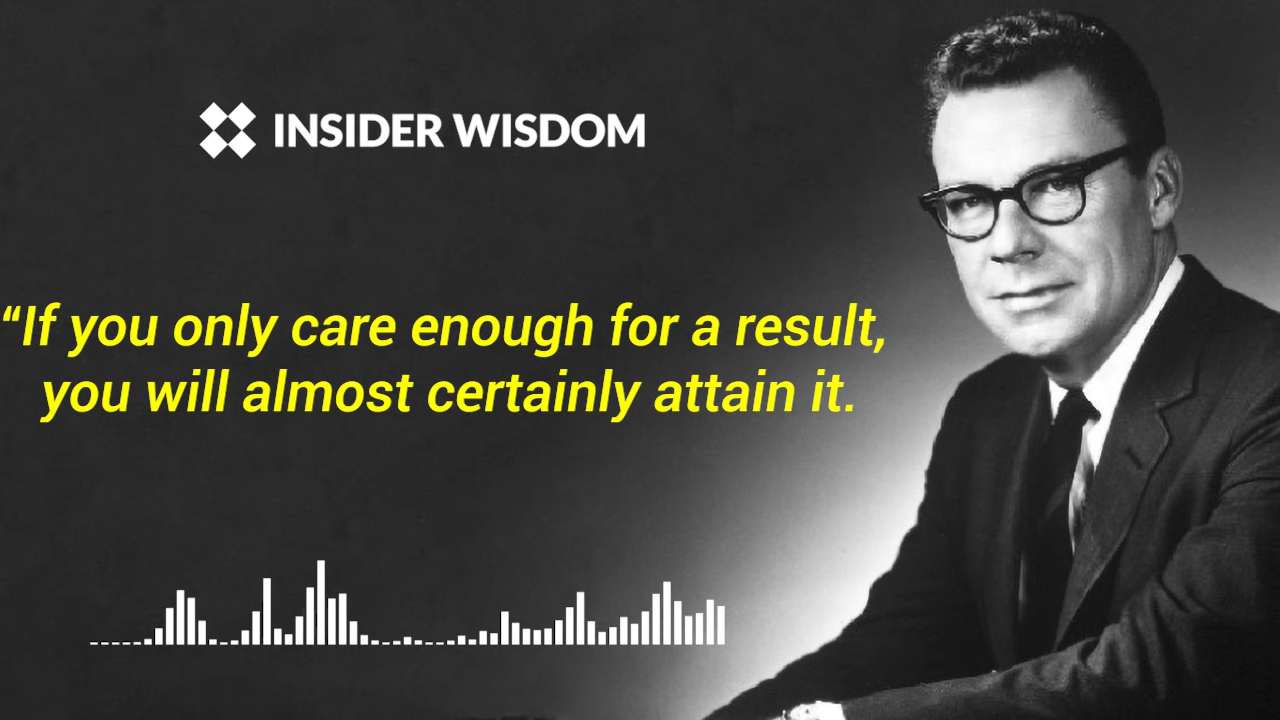 INSIDER WISDOM
“If you only care enough for a result,
you will almost certainly attain it.